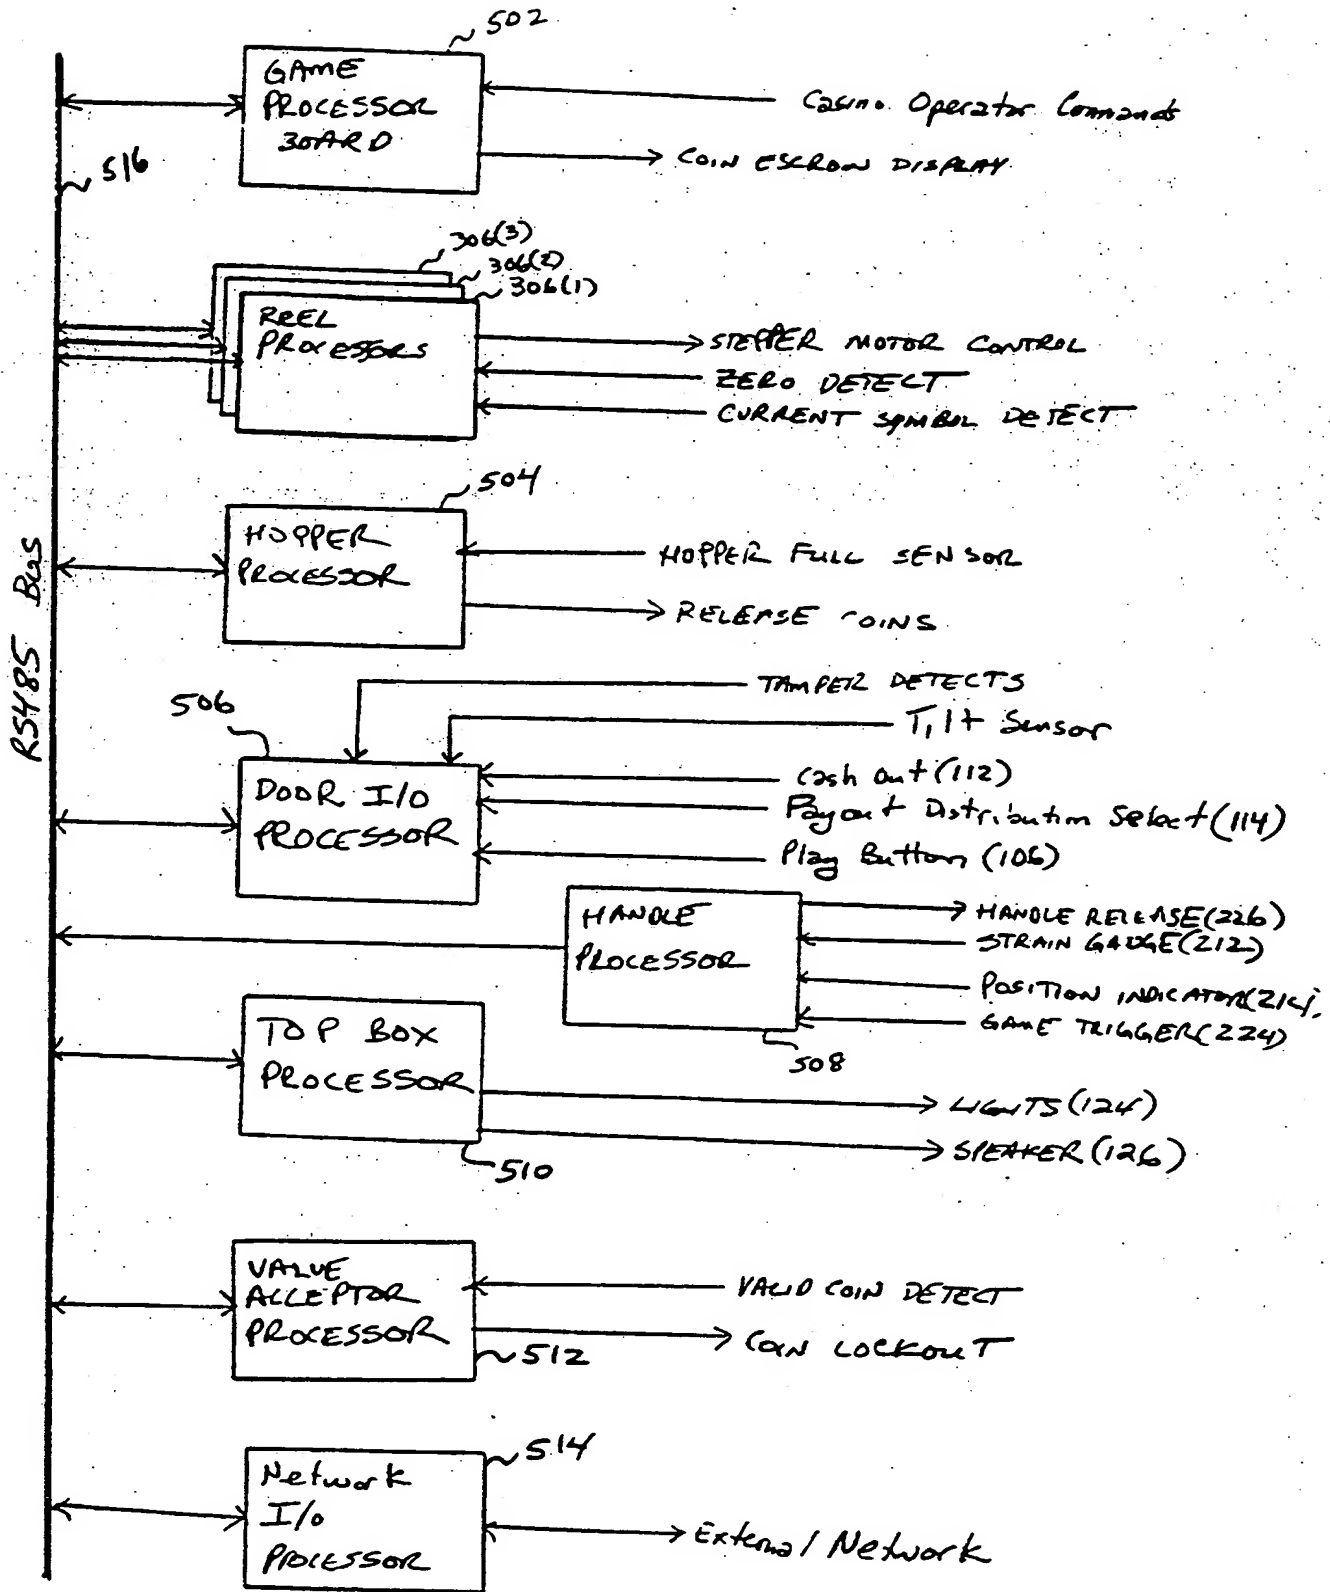 502
GAME
PROCESSOR
BOARD
Casino Operator Commands
COIN ESCROW DISPLAY
516
306(3)
306(2)
306(1)
REEL
PROCESSORS
STEPPER MOTOR CONTROL
ZERO DETECT
CURRENT SYMBOL DETECT
504
HOPPER
PROCESSOR
HOPPER FULL SENSOR
RELEASE COINS
RS485 Bus
TAMPER DETECTS
Tilt Sensor
506
DOOR I/O
PROCESSOR
Cash Out (112)
Payout Distribution Select (114)
Play Button (106)
HANDLE
PROCESSOR
HANDLE RELEASE (226)
STRAIN GAUGE (212)
POSITION INDICATOR (214)
GAME TRIGGER (224)
508
TOP BOX
PROCESSOR
LIGHTS (124)
SPEAKER (126)
510
VALUE
ACCEPTOR
PROCESSOR
VALID COIN DETECT
COIN LOCKOUT
512
514
Network
I/O
PROCESSOR
External Network